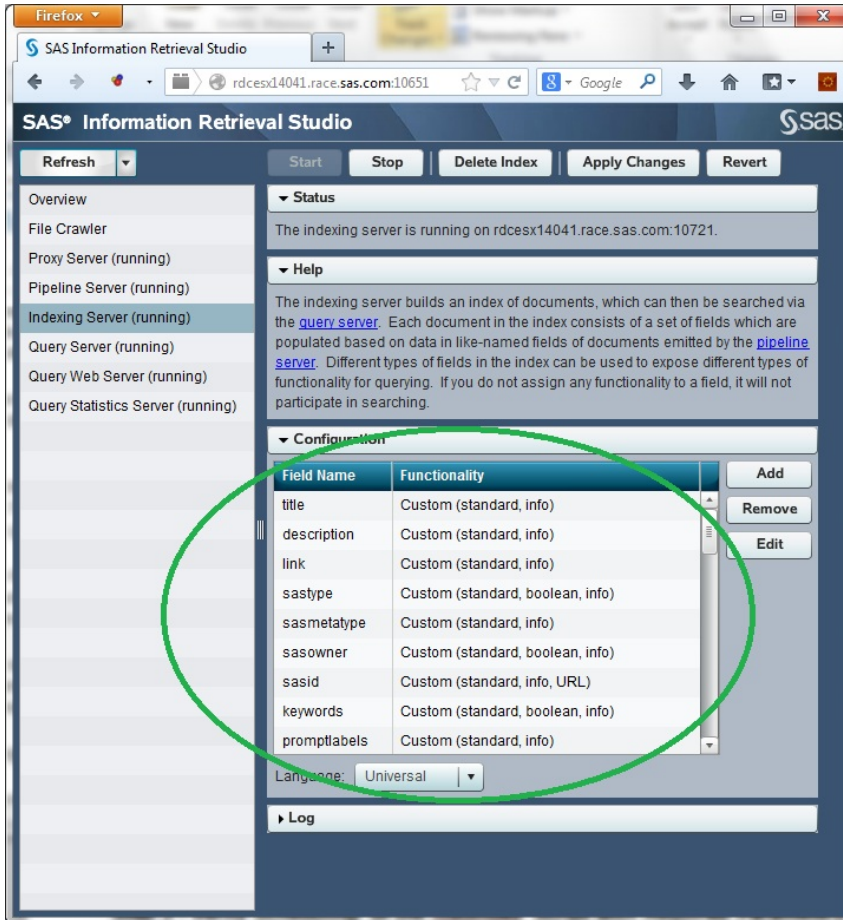 Firefox
SAS Information Retrieval Studio
rdcesx14041.race.sas.com:10651
Google
SAS® Information Retrieval Studio
sas
Refresh
Start Stop Delete Index Apply Changes Revert
Overview
File Crawler
Proxy Server (running)
Pipeline Server (running)
Indexing Server (running)
Query Server (running)
Query Web Server (running)
Query Statistics Server (running)
Status
The indexing server is running on rdcesx14041.race.sas.com:10721.
Help
The indexing server builds an index of documents, which can then be searched via
the query server. Each document in the index consists of a set of fields which are
populated based on data in like-named fields of documents emitted by the pipeline
server. Different types of fields in the index can be used to expose different types of
functionality for querying. If you do not assign any functionality to a field, it will not
participate in searching.
Configuration
Field Name Functionality
title Custom (standard, info)
description Custom (standard, info)
link Custom (standard, info)
sastype Custom (standard, boolean, info)
sasmetatype Custom (standard, info)
sasowner Custom (standard, boolean, info)
sasid Custom (standard, info, URL)
keywords Custom (standard, boolean, info)
promptlabels Custom (standard, info)
Add
Remove
Edit
Language: Universal
Log